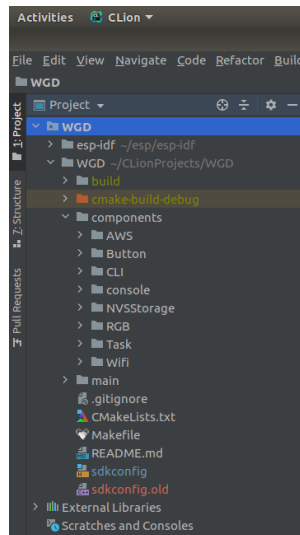 Activities CLion
File Edit View Navigate Code Refactor Build
WGD
Project
WGD
esp-idf ~/esp/esp-idf
WGD ~/CLionProjects/WGD
build
cmake-build-debug
components
AWS
Button
CLI
console
NVSStorage
RGB
Task
Wifi
main
.gitignore
CMakeLists.txt
Makefile
README.md
sdkconfig
sdkconfig.old
External Libraries
Scratches and Consoles
1: Project
7: Structure
Pull Requests